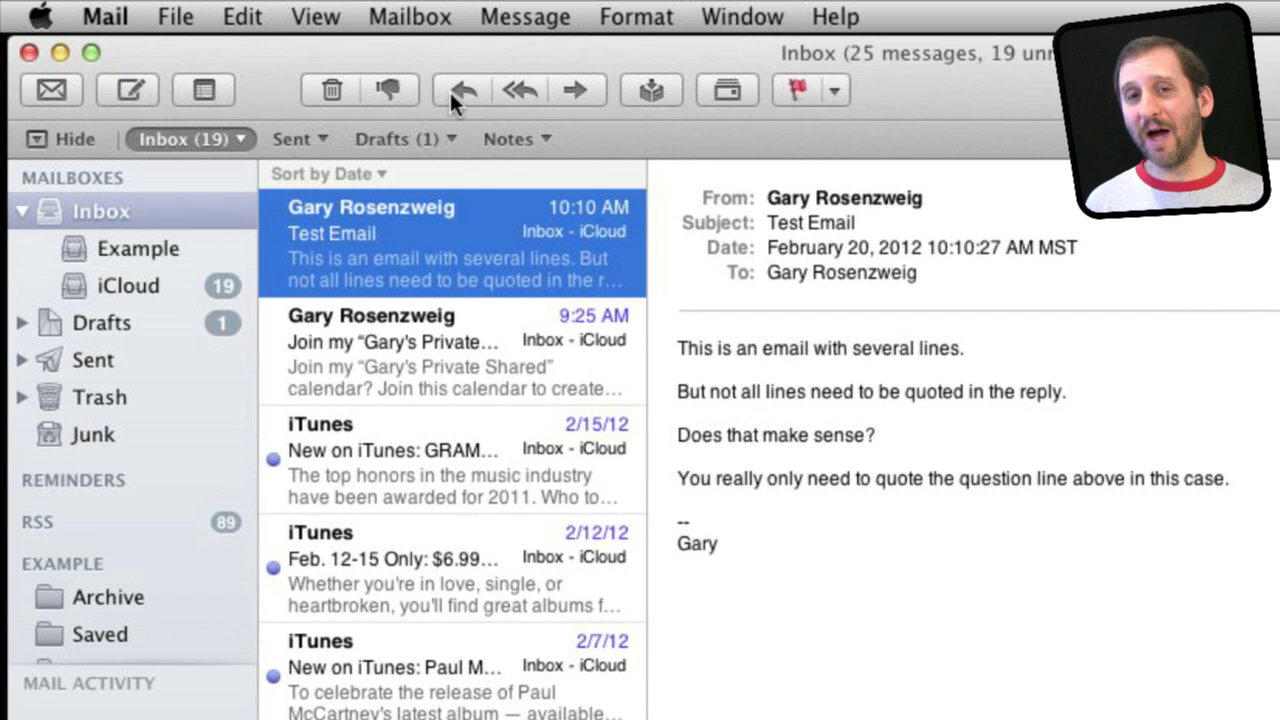 Mail File Edit View Mailbox Message Format Window Help
Inbox (25 messages, 19
Hide Inbox (19) Sent Drafts (1) Notes
MAILBOXES
Inbox
Example
iCloud 19
Drafts 1
Sent
Trash
Junk
REMINDERS
RSS 89
EXAMPLE
Archive
Saved
MAIL ACTIVITY
Sort by Date
Gary Rosenzweig 10:10 AM
Test Email Inbox - iCloud
This is an email with several lines. But
not all lines need to be quoted in the r...
Gary Rosenzweig 9:25 AM
Join my “Gary's Private... Inbox - iCloud
Join my “Gary's Private Shared”
calendar? Join this calendar to create...
iTunes 2/15/12
New on iTunes: GRAM... Inbox - iCloud
The top honors in the music industry
have been awarded for 2011. Who to...
iTunes 2/12/12
Feb. 12-15 Only: $6.99... Inbox - iCloud
Whether you're in love, single, or
heartbroken, you'll find great albums f...
iTunes 2/7/12
New on iTunes: Paul M... Inbox - iCloud
To celebrate the release of Paul
McCartney's latest album — available...
From: Gary Rosenzweig
Subject: Test Email
Date: February 20, 2012 10:10:27 AM MST
To: Gary Rosenzweig
This is an email with several lines.
But not all lines need to be quoted in the reply.
Does that make sense?
You really only need to quote the question line above in this case.
--
Gary